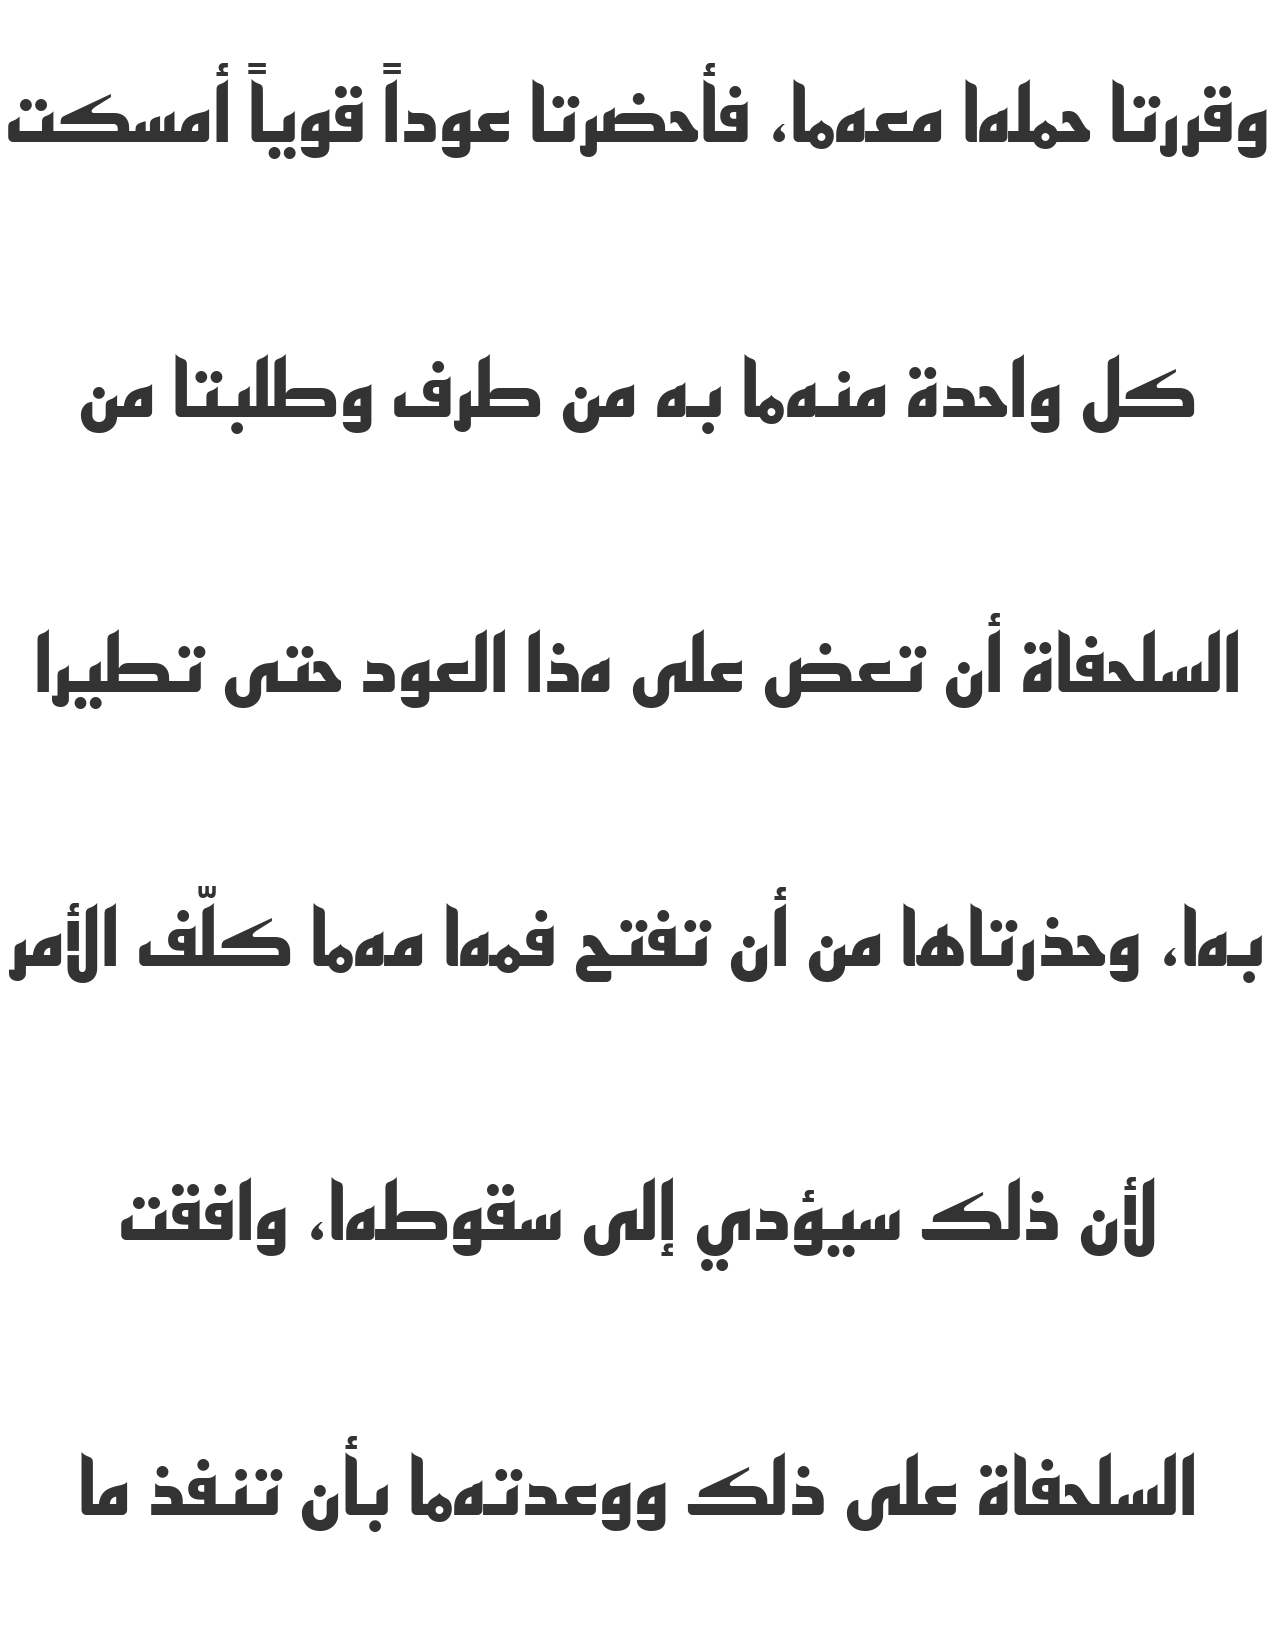 وقررتا حملها معهما، فأحضرتا عوداً قوياً أمسكت
كل واحدة منهما به من طرف وطلبتا من
السلحفاة أن تعض على هذا العود حتى تطيرا
بها، وحذرتاها من أن تفتح فمها مهما كلّف الأمر
لأن ذلك سيؤدي إلى سقوطها، وافقت
السلحفاة على ذلك ووعدتهما بأن تنفذ ما